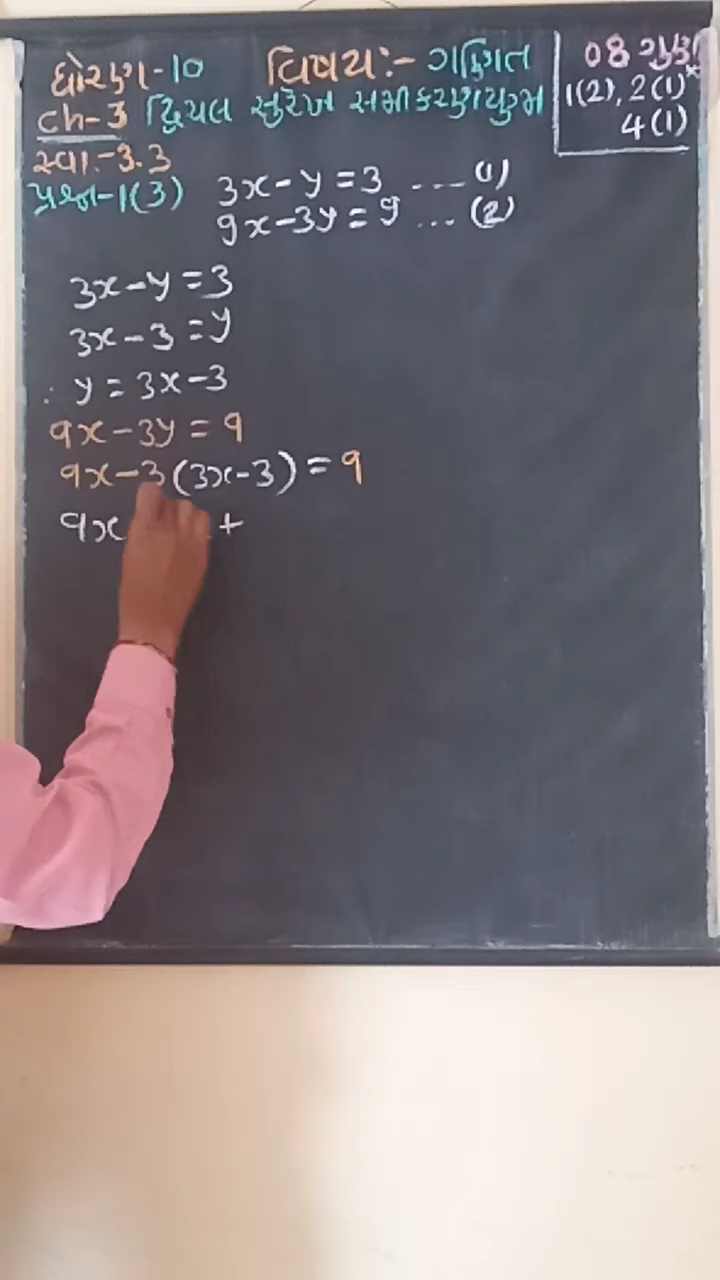 ધોરણ-10 વિષય:- ગણિત
08 ગુણ
ch-3 દ્વિચલ સુરેખ સમીકરણયુગ્મ
1(2), 2(1)*
4(1)
સ્વા.-3.3
પ્રશ્ન-1(3) 3x-y=3 ---- (1)
9x-3y=9 ... (2)
3x-y=3
3x-3=y
∴ y=3x-3
9x-3y=9
9x-3(3x-3)=9
9x +